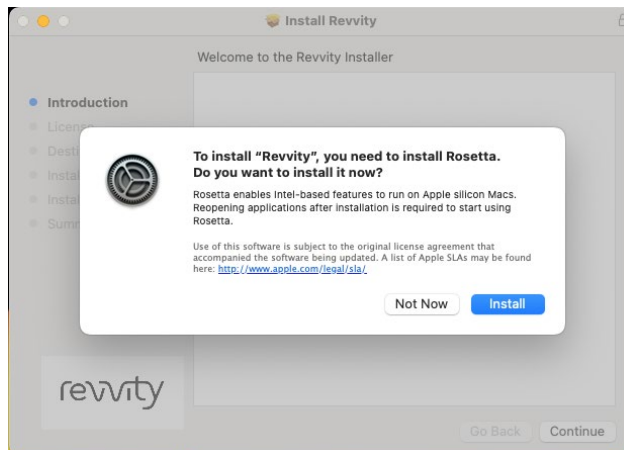 Install Revvity
Welcome to the Revvity Installer
Introduction
License
To install “Revvity”, you need to install Rosetta.
Do you want to install it now?
Rosetta enables Intel-based features to run on Apple silicon Macs.
Reopening applications after installation is required to start using
Rosetta.
Use of this software is subject to the original license agreement that
accompanied the software being updated. A list of Apple SLAs may be found
here: http://www.apple.com/legal/sla/
Not Now
Install
revvity
Go Back
Continue